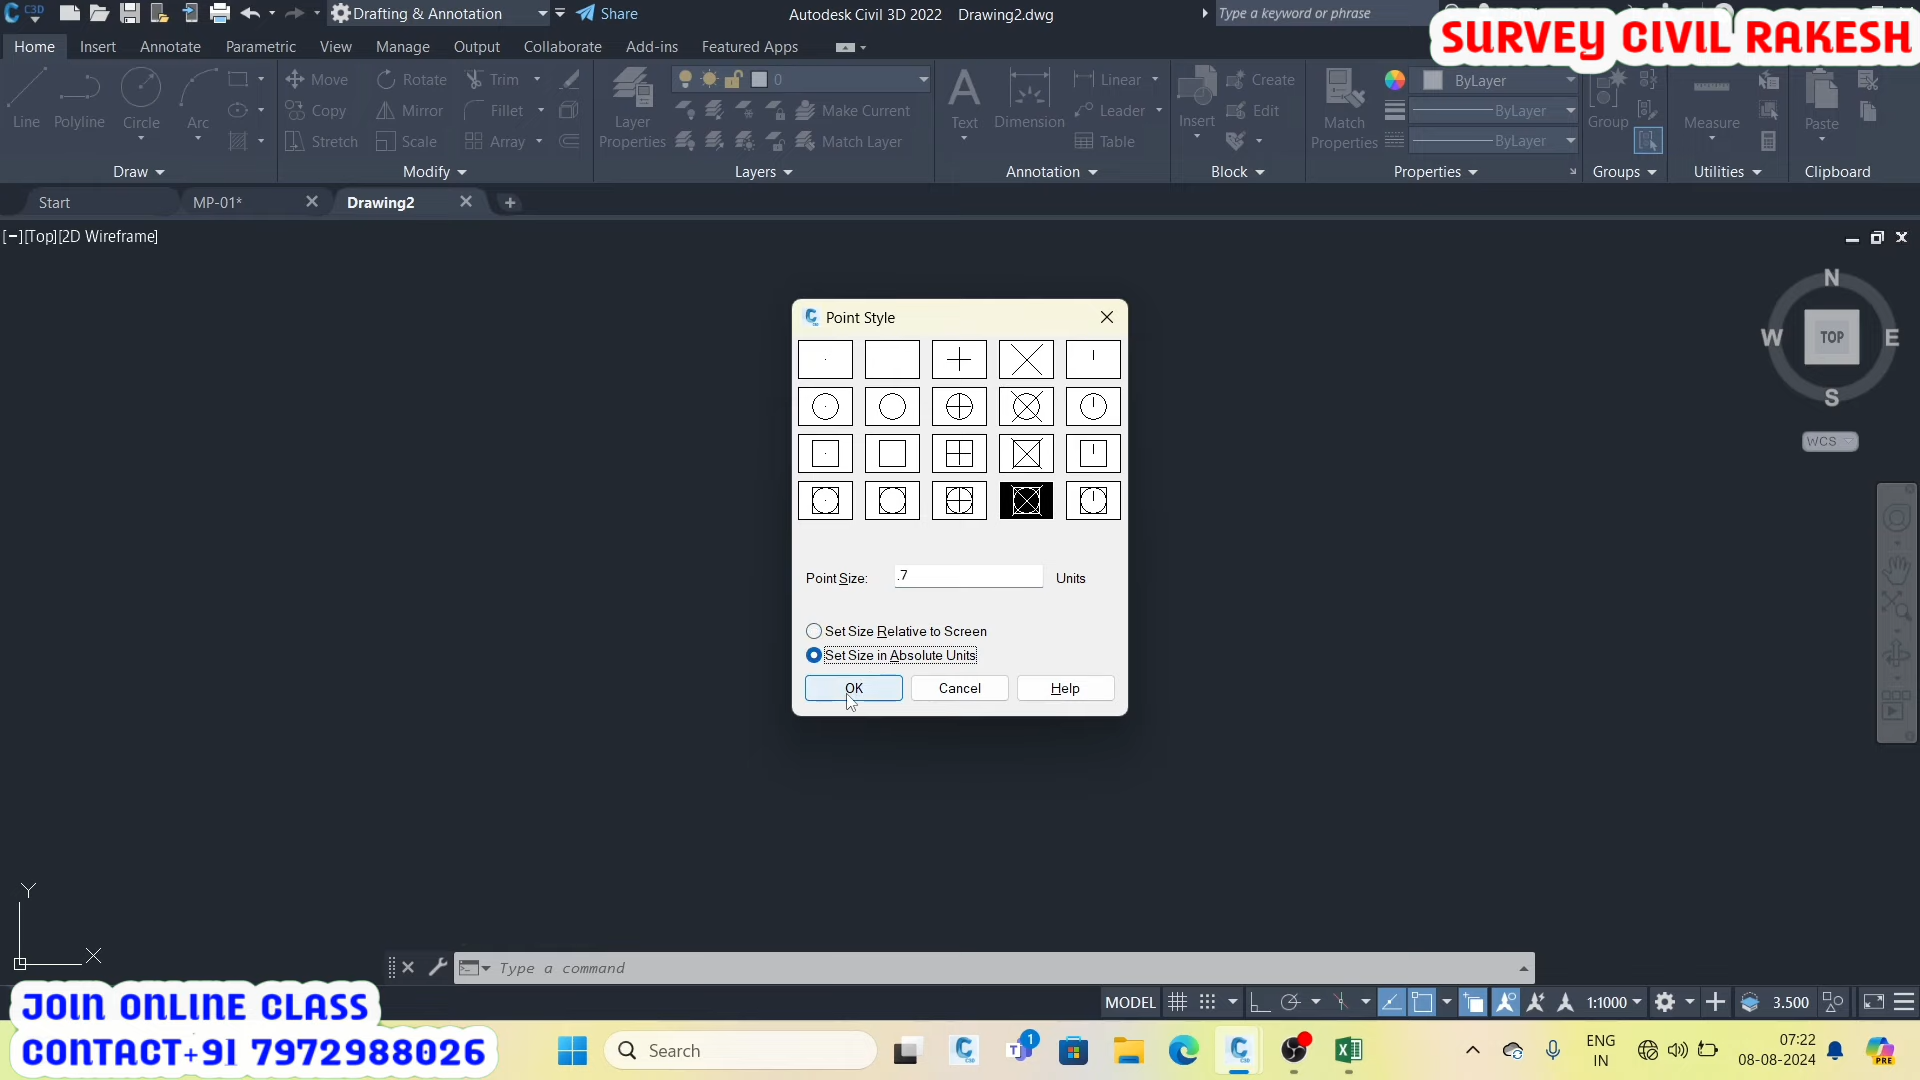 C3D
Drafting & Annotation
Share
Autodesk Civil 3D 2022 Drawing2.dwg
Type a keyword or phrase
SURVEY CIVIL RAKESH
Home Insert Annotate Parametric View Manage Output Collaborate Add-ins Featured Apps
Move Rotate Trim 0 Linear Create ByLayer
Copy Mirror Fillet Make Current Leader Edit ByLayer
Line Polyline Circle Arc Layer Properties Text Dimension Insert Match Properties Group Measure Paste
Stretch Scale Array Match Layer Table ByLayer
Draw Modify Layers Annotation Block Properties Groups Utilities Clipboard
Start MP-01* Drawing2
[−][Top][2D Wireframe]
N
W TOP E
S
WCS
Point Style
Point Size: .7 Units
Set Size Relative to Screen
Set Size in Absolute Units
OK Cancel Help
Y
X
Type a command
MODEL 1:1000 3.500
JOIN ONLINE CLASS
CONTACT+91 7972988026
Search
1
ENG
IN
07:22
08-08-2024
PRE